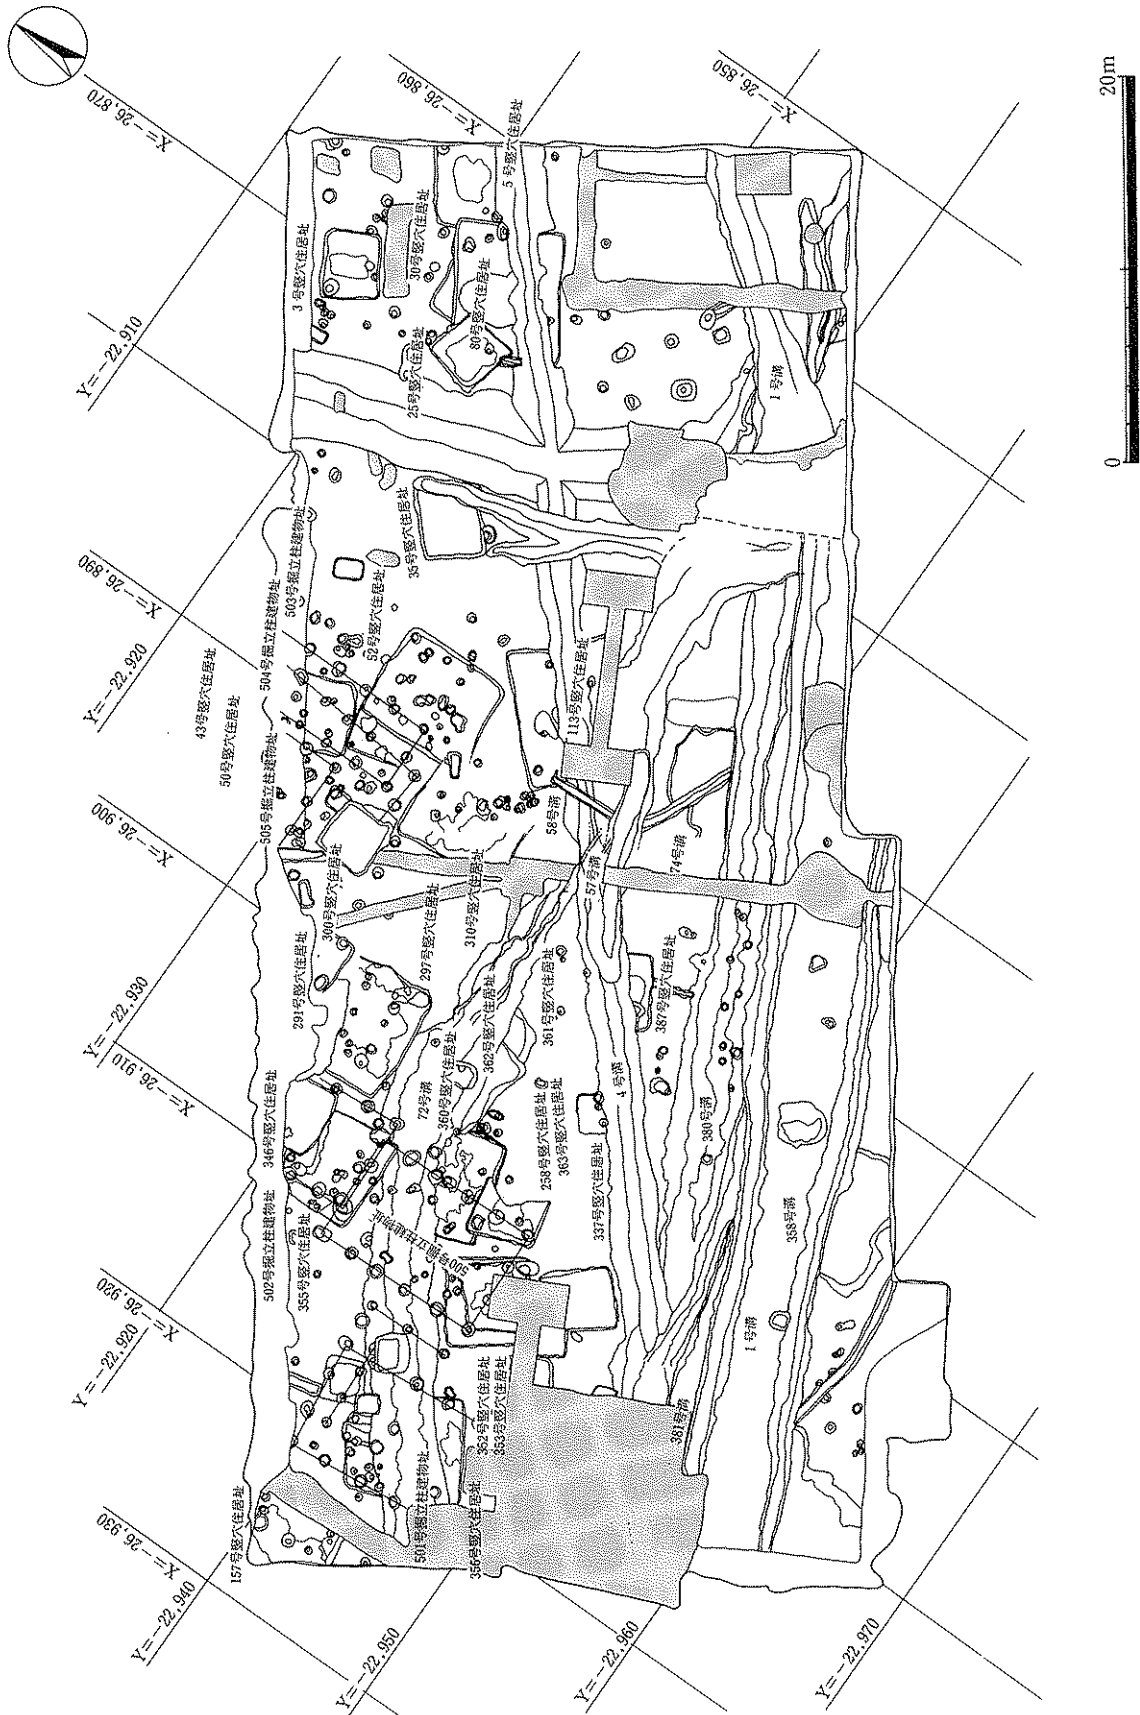 X=-26,870
X=-26,860
X=-26,850
20m
0
Y=-22,910
3号竪穴住居址
30号竪穴住居址
5号竪穴住居址
80号竪穴住居址
25号竪穴住居址
1号溝
X=-26,890
Y=-22,920
35号竪穴住居址
503号掘立柱建物址
504号掘立柱建物址
52号竪穴住居址
43号竪穴住居址
50号竪穴住居址
505号掘立柱建物址
113号竪穴住居址
58号溝
57号溝
74号溝
X=-26,900
300号竪穴住居址
310号竪穴住居址
297号竪穴住居址
291号竪穴住居址
Y=-22,930
X=-26,910
361号竪穴住居址
362号竪穴住居址
360号竪穴住居址
72号溝
387号竪穴住居址
4号溝
380号溝
346号竪穴住居址
258号竪穴住居址
363号竪穴住居址
337号竪穴住居址
358号溝
502号掘立柱建物址
355号竪穴住居址
500号掘立柱建物址
X=-26,920
Y=-22,920
1号溝
352号竪穴住居址
353号竪穴住居址
381号溝
501号掘立柱建物址
356号竪穴住居址
157号竪穴住居址
X=-26,930
Y=-22,940
Y=-22,950
Y=-22,960
Y=-22,970